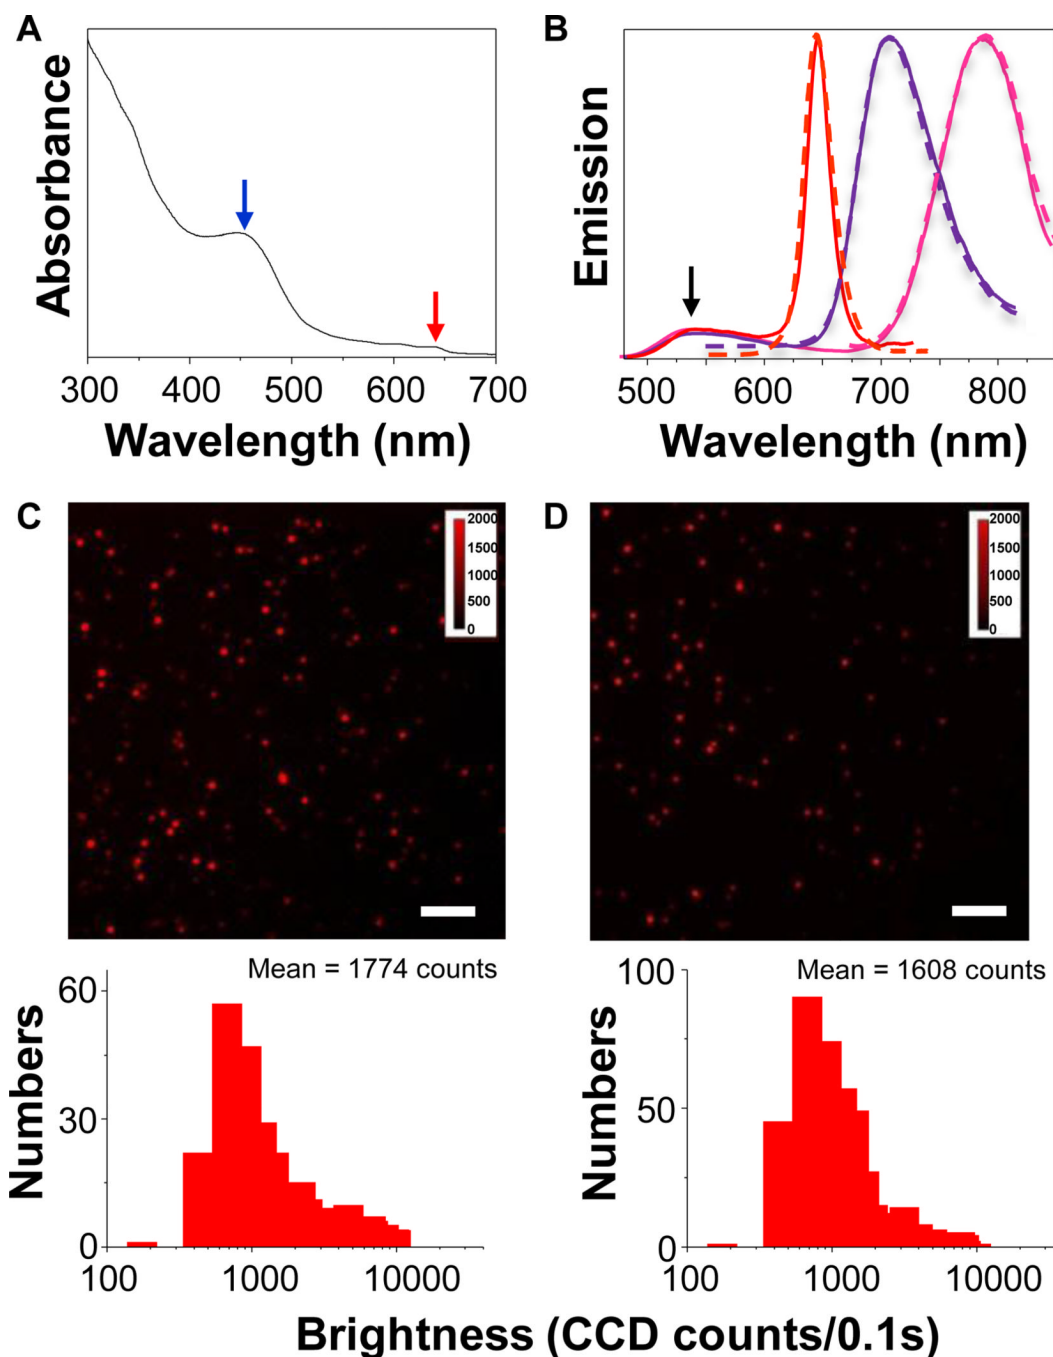 A
Absorbance
300 400 500 600 700
Wavelength (nm)
B
Emission
500 600 700 800
Wavelength (nm)
C
2000
1500
1000
500
0
D
2000
1500
1000
500
0
Mean = 1774 counts
Numbers
60
30
0
100 1000 10000
Mean = 1608 counts
Numbers
100
50
0
100 1000 10000
Brightness (CCD counts/0.1s)